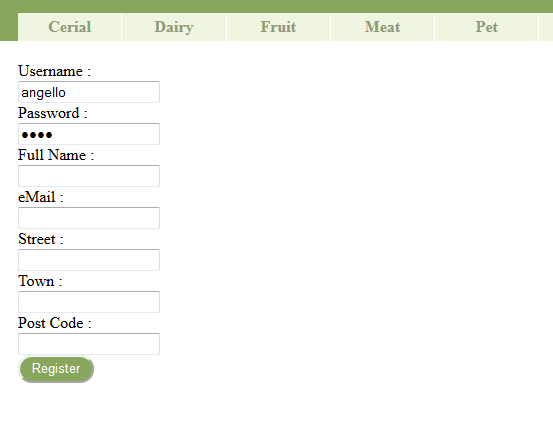 Cerial Dairy Fruit Meat Pet
Username :
angello
Password :
••••
Full Name :
eMail :
Street :
Town :
Post Code :
Register